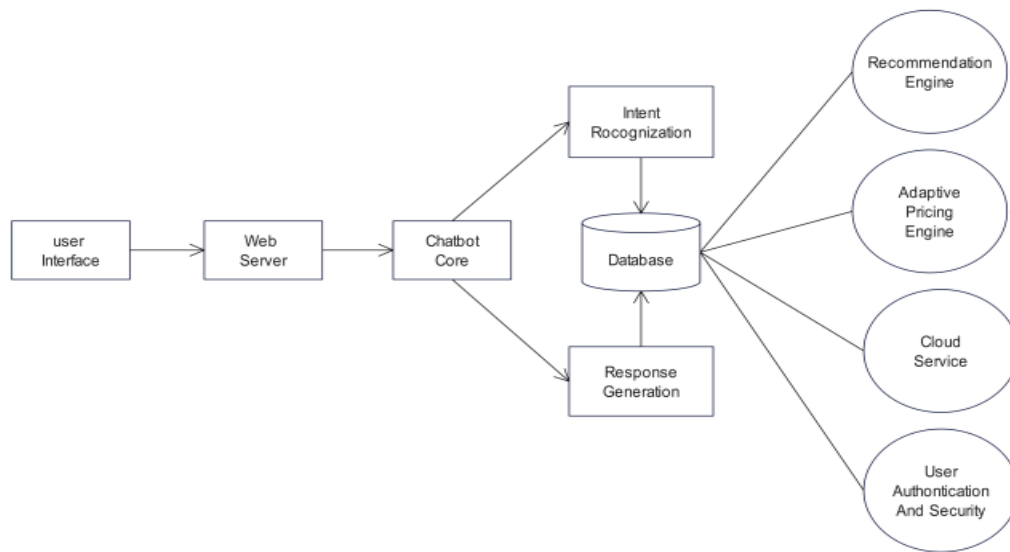 user
Interface
Web
Server
Chatbot
Core
Intent
Rocognization
Database
Response
Generation
Recommendation
Engine
Adaptive
Pricing
Engine
Cloud
Service
User
Authontication
And Security